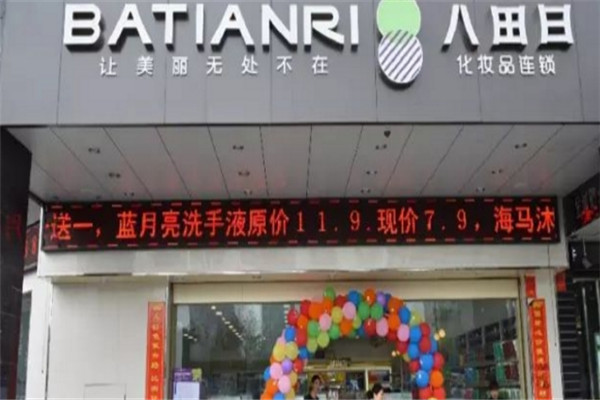 BATIANRI 八田日
让美丽无处不在 化妆品连锁
送一，蓝月亮洗手液原价11.9.现价7.9，海马沐